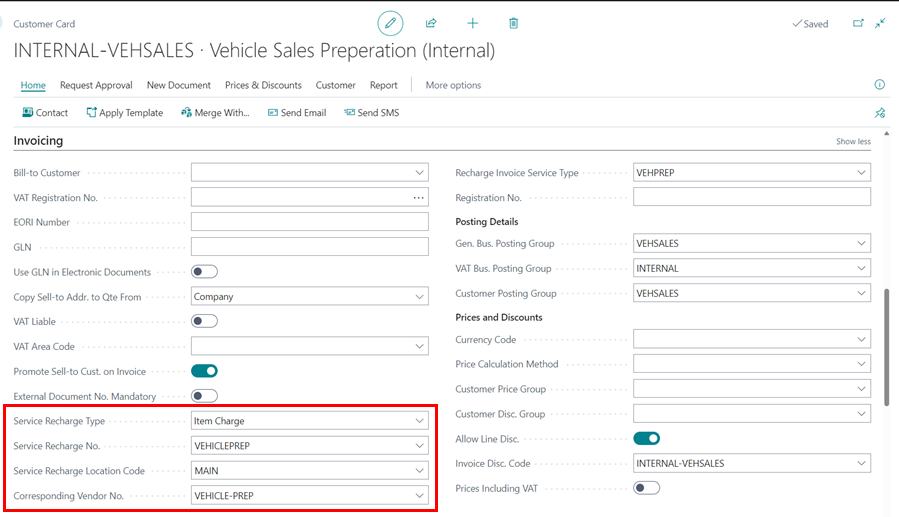 Customer Card
Saved
INTERNAL-VEHSALES · Vehicle Sales Preperation (Internal)
Home Request Approval New Document Prices & Discounts Customer Report More options
Contact Apply Template Merge With... Send Email Send SMS
Invoicing
Show less
Bill-to Customer
VAT Registration No.
EORI Number
GLN
Use GLN in Electronic Documents
Copy Sell-to Addr. to Qte From Company
VAT Liable
VAT Area Code
Promote Sell-to Cust. on Invoice
External Document No. Mandatory
Service Recharge Type Item Charge
Service Recharge No. VEHICLEPREP
Service Recharge Location Code MAIN
Corresponding Vendor No. VEHICLE-PREP
Recharge Invoice Service Type VEHPREP
Registration No.
Posting Details
Gen. Bus. Posting Group VEHSALES
VAT Bus. Posting Group INTERNAL
Customer Posting Group VEHSALES
Prices and Discounts
Currency Code
Price Calculation Method
Customer Price Group
Customer Disc. Group
Allow Line Disc.
Invoice Disc. Code INTERNAL-VEHSALES
Prices Including VAT